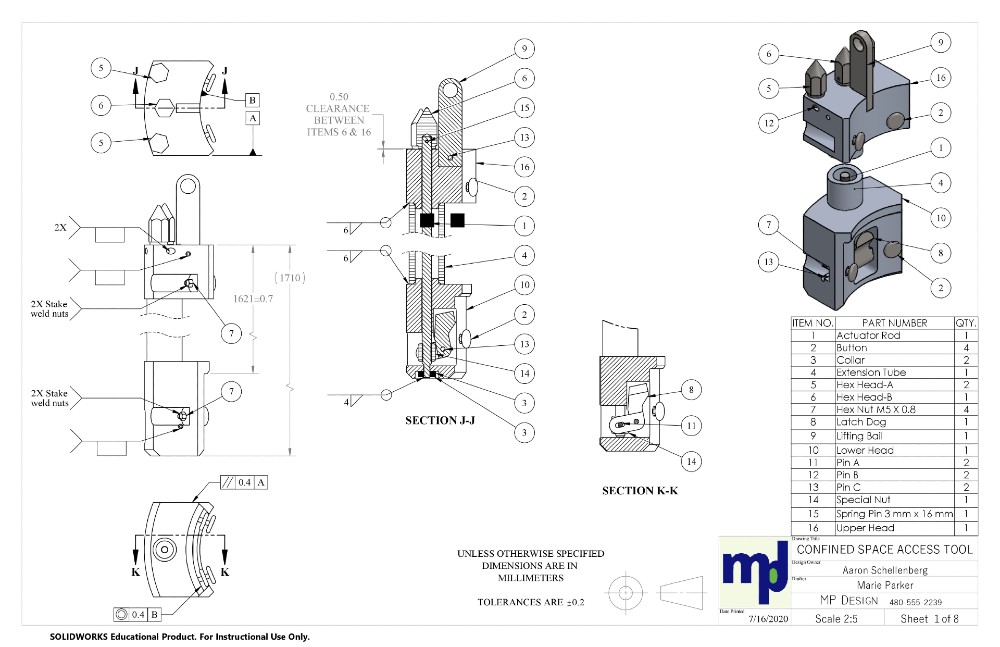 5
6
5
J
J
B
A
2X
2X Stake
weld nuts
2X Stake
weld nuts
7
7
1621±0.7
(1710)
// 0.4 A
K
K
◎ 0.4 B
0.50
CLEARANCE
BETWEEN
ITEMS 6 & 16
6
6
4
9
6
15
13
16
2
1
4
10
2
13
14
3
3
SECTION J-J
8
11
14
SECTION K-K
6
5
12
9
16
2
1
4
10
7
13
8
2
ITEM NO. PART NUMBER QTY.
1 Actuator Rod 1
2 Button 4
3 Collar 2
4 Extension Tube 1
5 Hex Head-A 2
6 Hex Head-B 1
7 Hex Nut M5 X 0.8 4
8 Latch Dog 1
9 Lifting Bail 1
10 Lower Head 1
11 Pin A 2
12 Pin B 2
13 Pin C 2
14 Special Nut 1
15 Spring Pin 3 mm x 16 mm 1
16 Upper Head 1
UNLESS OTHERWISE SPECIFIED
DIMENSIONS ARE IN
MILLIMETERS
TOLERANCES ARE ±0.2
mpd
Drawing Title
CONFINED SPACE ACCESS TOOL
Design Owner
Aaron Schellenberg
Drafter
Marie Parker
MP DESIGN 480 555 2239
Date Printed
7/16/2020
Scale 2:5
Sheet 1 of 8
SOLIDWORKS Educational Product. For Instructional Use Only.